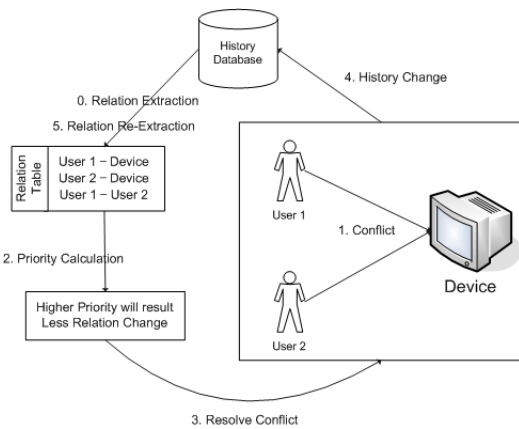 History
Database
4. History Change
0. Relation Extraction
5. Relation Re-Extraction
Relation
Table
User 1 – Device
User 2 – Device
User 1 – User 2
User 1
1. Conflict
Device
2. Priority Calculation
Higher Priority will result
Less Relation Change
User 2
3. Resolve Conflict